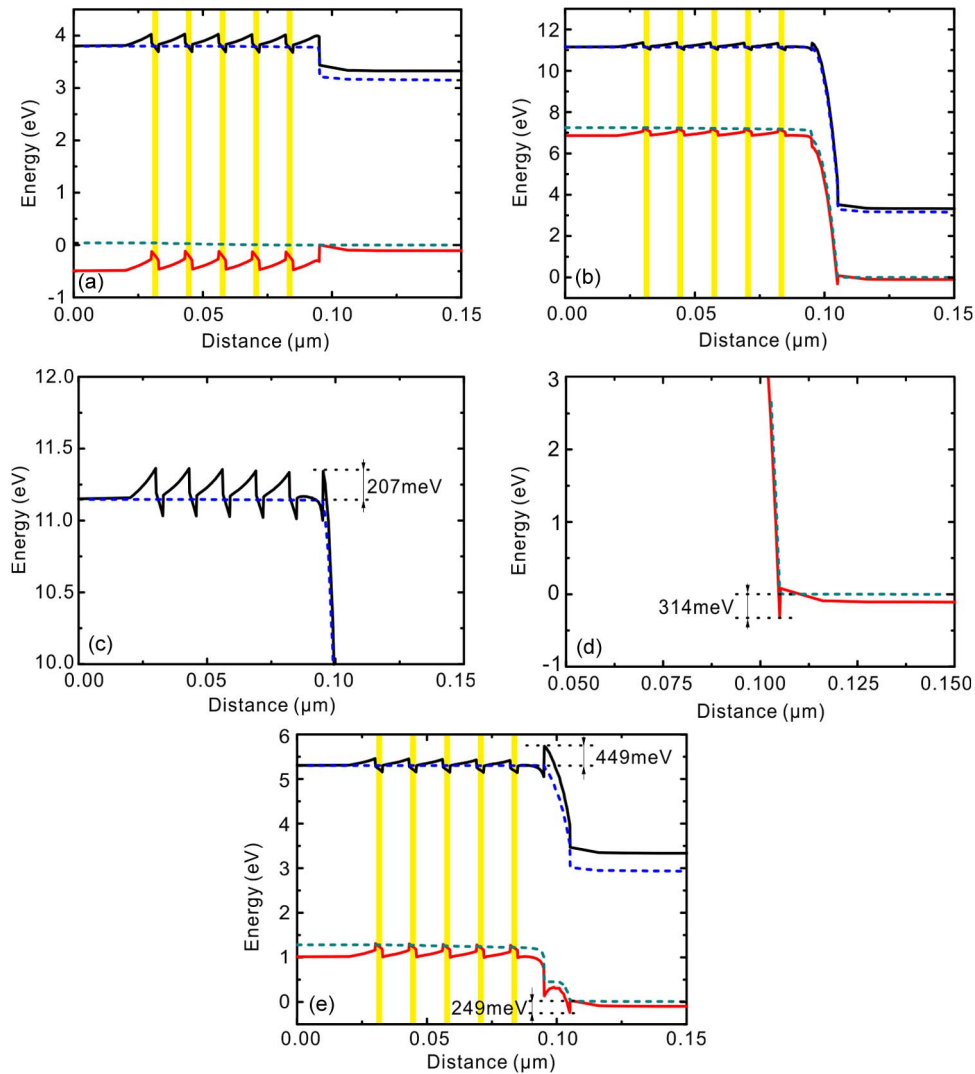 4
3
2
1
0
-1
Energy (eV)
(a)
0.00
0.05
0.10
0.15
Distance (μm)
12
10
8
6
4
2
0
Energy (eV)
(b)
0.00
0.05
0.10
0.15
Distance (μm)
12.0
11.5
11.0
10.5
10.0
Energy (eV)
207meV
(c)
0.00
0.05
0.10
0.15
Distance (μm)
3
2
1
0
-1
Energy (eV)
314meV
(d)
0.050
0.075
0.100
0.125
0.150
Distance (μm)
6
5
4
3
2
1
0
Energy (eV)
449meV
249meV
(e)
0.00
0.05
0.10
0.15
Distance (μm)